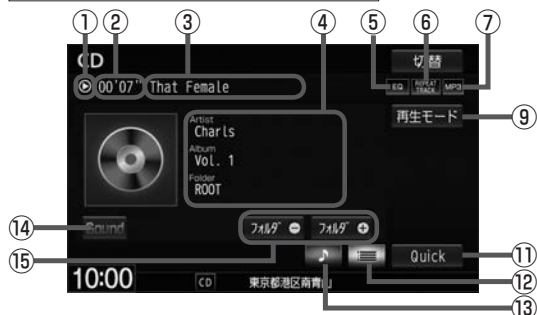 ① ② ③ ④ ⑤ ⑥ ⑦
CD 切替
00'07" That Female EQ REPEAT TRACK MP3
再生モード ⑨
Artist
Charls
Album
Vol. 1
Folder
ROOT
⑭ Sound フォルダ フォルダ
⑮ Quick ⑪
⑫
10:00 CD 東京都港区南青山
⑬